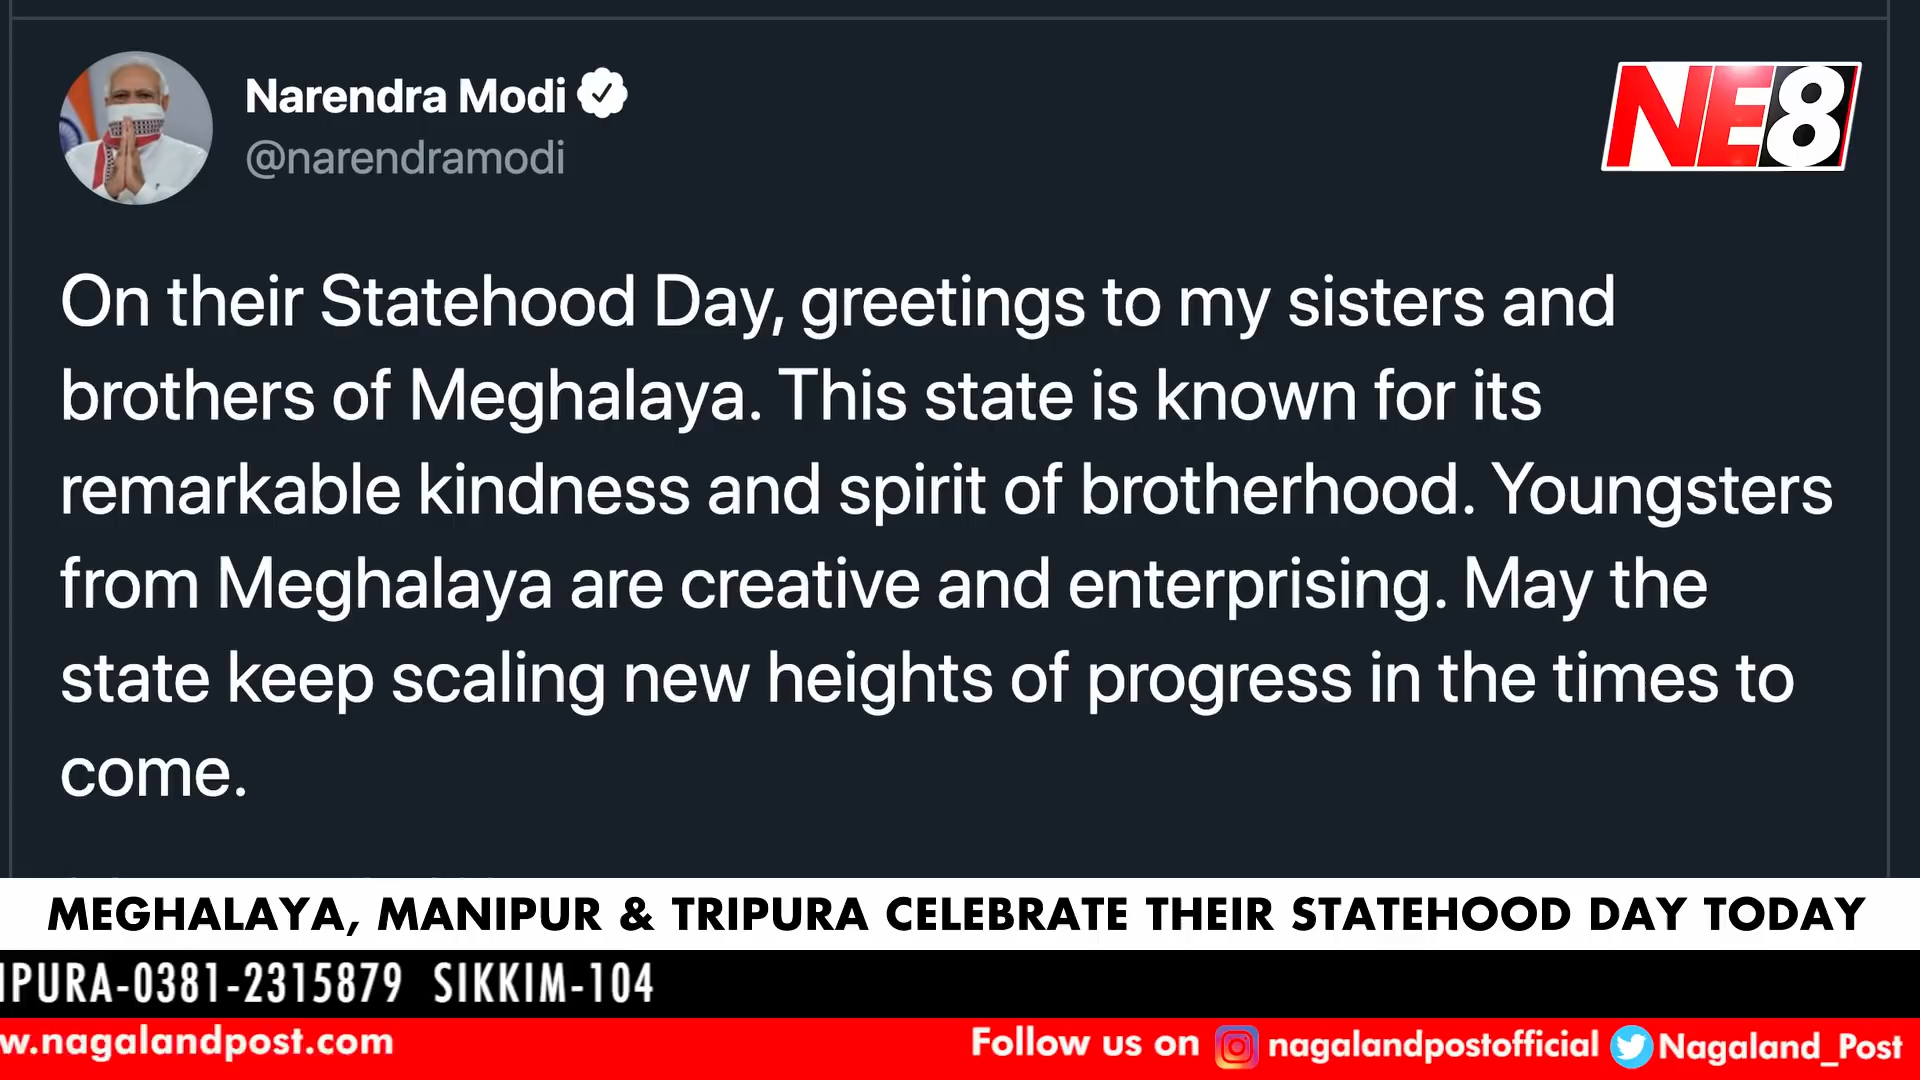 Narendra Modi
@narendramodi
NE8
On their Statehood Day, greetings to my sisters and
brothers of Meghalaya. This state is known for its
remarkable kindness and spirit of brotherhood. Youngsters
from Meghalaya are creative and enterprising. May the
state keep scaling new heights of progress in the times to
come.
MEGHALAYA, MANIPUR & TRIPURA CELEBRATE THEIR STATEHOOD DAY TODAY
IPURA-0381-2315879 SIKKIM-104
w.nagalandpost.com
Follow us on nagalandpostofficial Nagaland_Post